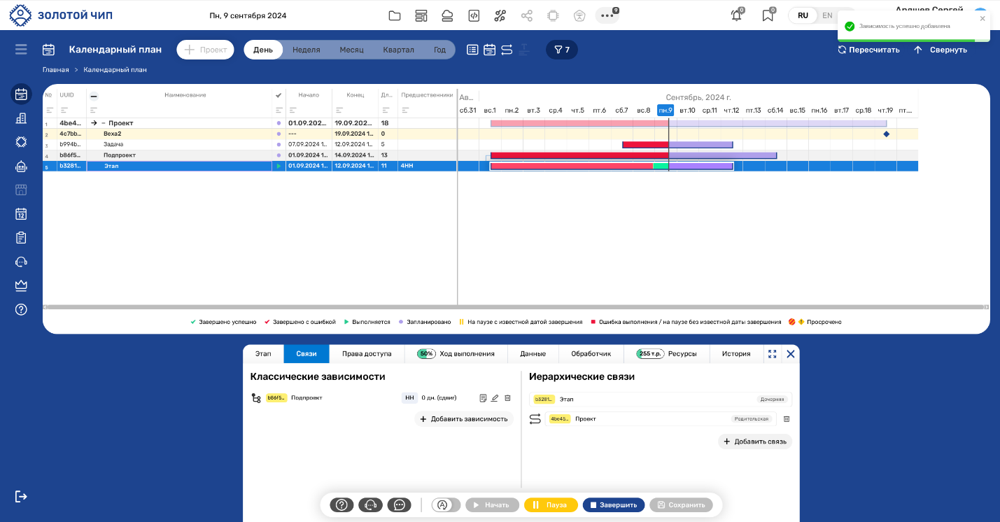 ЗОЛОТОЙ ЧИП
Пн, 9 сентября 2024
9
0
0
RU EN
Зависимость успешно добавлена
Календарный план
Проект
День Неделя Месяц Квартал Год
7
Пересчитать
Свернуть
Главная > Календарный план
№ UUID Наименование Начало Конец Дл... Предшественники
Ав... Сентябрь, 2024 г.
сб.31 вс.1 пн.2 вт.3 ср.4 чт.5 пт.6 сб.7 вс.8 пн.9 вт.10 ср.11 чт.12 пт.13 сб.14 вс.15 пн.16 вт.17 ср.18 чт.19 пт....
1 4be4... Проект 01.09.202... 19.09.202... 18
2 4c7bb... Веха2 --- 19.09.2024 1... 0
3 b994b... Задача 07.09.2024 1... 12.09.2024 1... 5
4 b86f5... Подпроект 01.09.2024 1... 14.09.2024 1... 13
5 b3281... Этап 01.09.2024 1... 12.09.2024 1... 11 4НН
Завершено успешно Завершено с ошибкой Выполняется Запланировано На паузе с известной датой завершения Ошибка выполнения / на паузе без известной даты завершения Просрочено
Этап Связи Права доступа 50% Ход выполнения Данные Обработчик 255 т.р. Ресурсы История
Классические зависимости
b86f5... Подпроект НН 0 дн. (сдвиг)
+ Добавить зависимость
Иерархические связи
b3281... Этап Дочерняя
4be45... Проект Родительская
+ Добавить связь
Начать Пауза Завершить Сохранить
12